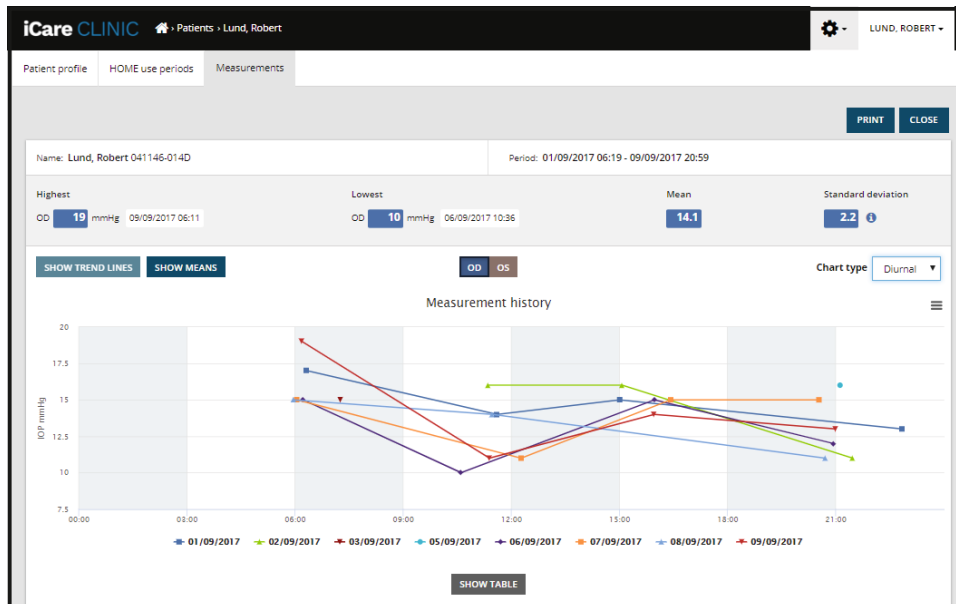 iCare CLINIC › Patients › Lund, Robert LUND, ROBERT
Patient profile HOME use periods Measurements
PRINT CLOSE
Name: Lund, Robert 041146-014D Period: 01/09/2017 06:19 - 09/09/2017 20:59
Highest Lowest Mean Standard deviation
OD 19 mmHg 09/09/2017 06:11 OD 10 mmHg 06/09/2017 10:36 14.1 2.2
SHOW TREND LINES SHOW MEANS OD OS Chart type Diurnal
Measurement history
20
17.5
15
12.5
10
7.5
IOP mmHg
00:00 03:00 06:00 09:00 12:00 15:00 18:00 21:00
01/09/2017 02/09/2017 03/09/2017 05/09/2017 06/09/2017 07/09/2017 08/09/2017 09/09/2017
SHOW TABLE